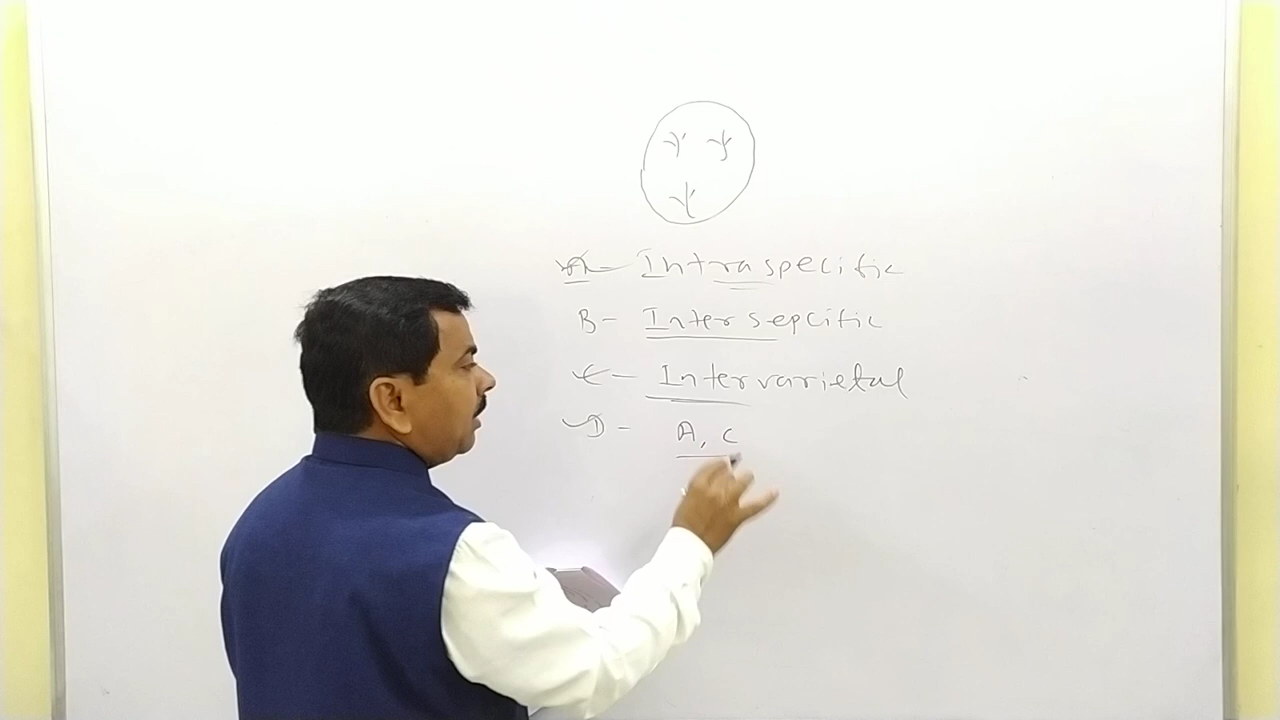 A- Intraspecific
B- Intersepcific
C- Intervarietal
D- A, C